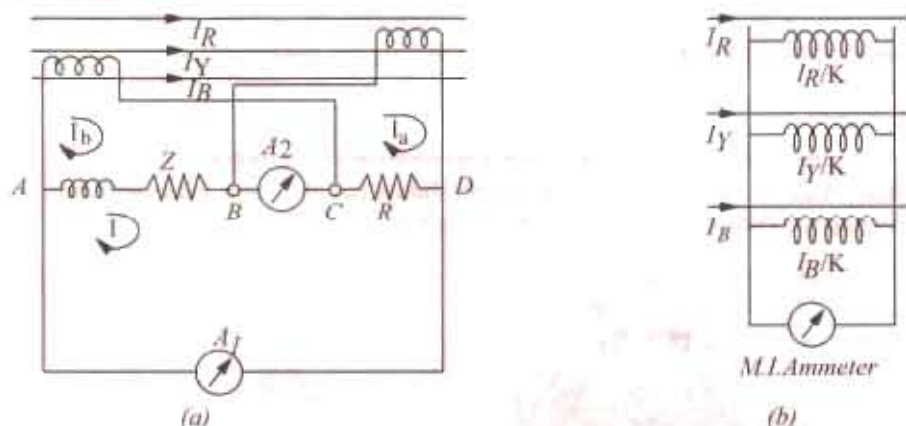 I_R
I_Y
I_B
I_b
I_a
Z
A2
A
B
C
R
D
I
A_1
(a)
I_R
I_R/K
I_Y
I_Y/K
I_B
I_B/K
M.I.Ammeter
(b)